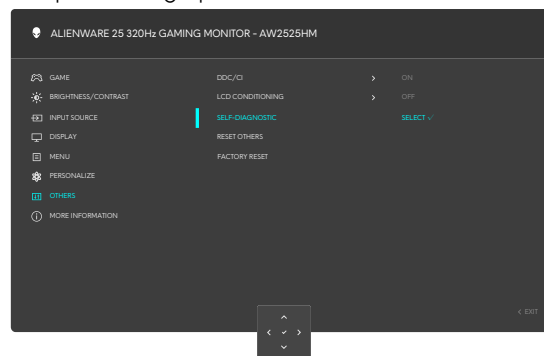 ALIENWARE 25 320Hz GAMING MONITOR - AW2525HM
GAME
BRIGHTNESS/CONTRAST
INPUT SOURCE
DISPLAY
MENU
PERSONALIZE
OTHERS
MORE INFORMATION
DDC/CI > ON
LCD CONDITIONING > OFF
SELF-DIAGNOSTIC SELECT ✓
RESET OTHERS
FACTORY RESET
< EXIT